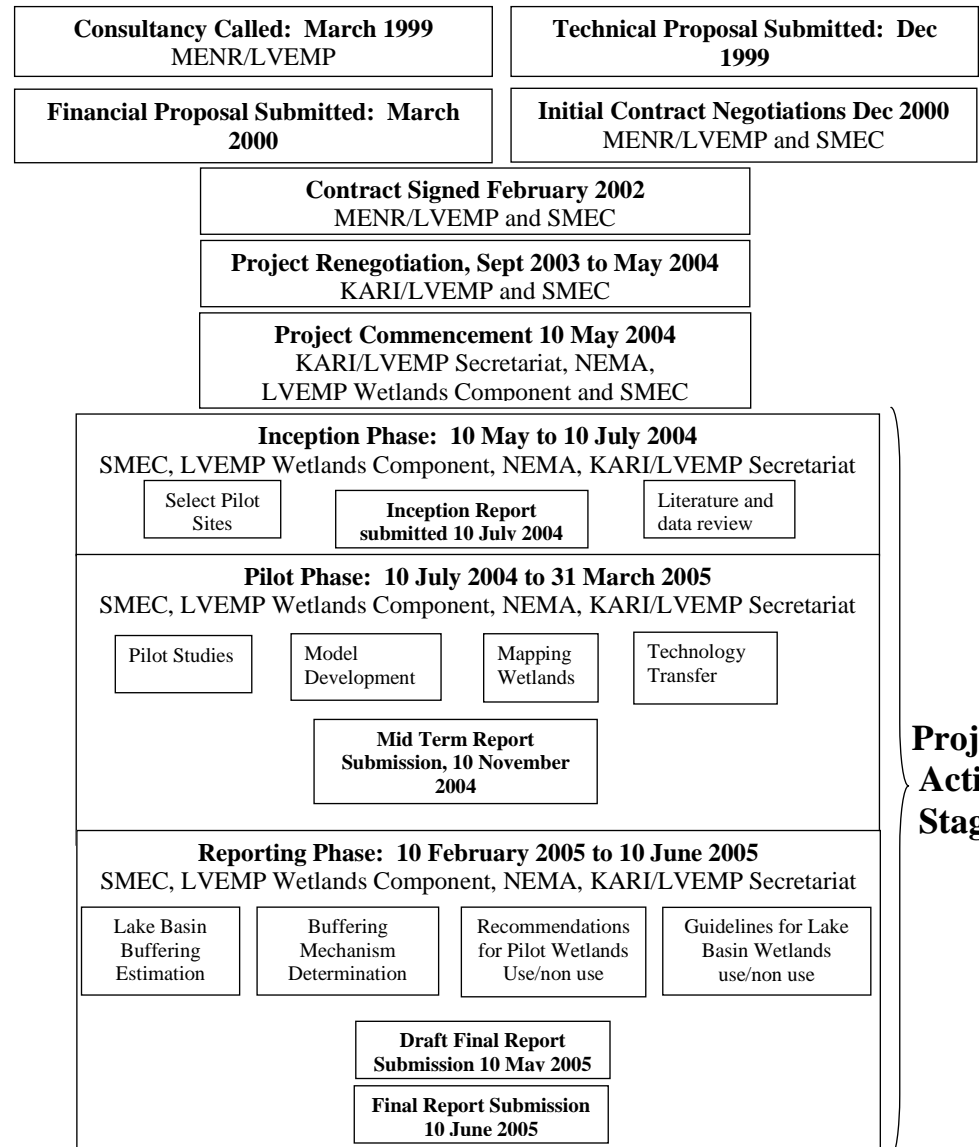 Consultancy Called: March 1999
MENR/LVEMP
Technical Proposal Submitted: Dec
1999
Financial Proposal Submitted: March
2000
Initial Contract Negotiations Dec 2000
MENR/LVEMP and SMEC
Contract Signed February 2002
MENR/LVEMP and SMEC
Project Renegotiation, Sept 2003 to May 2004
KARI/LVEMP and SMEC
Project Commencement 10 May 2004
KARI/LVEMP Secretariat, NEMA,
LVEMP Wetlands Component and SMEC
Inception Phase: 10 May to 10 July 2004
SMEC, LVEMP Wetlands Component, NEMA, KARI/LVEMP Secretariat
Select Pilot
Sites
Inception Report
submitted 10 July 2004
Literature and
data review
Pilot Phase: 10 July 2004 to 31 March 2005
SMEC, LVEMP Wetlands Component, NEMA, KARI/LVEMP Secretariat
Pilot Studies
Model
Development
Mapping
Wetlands
Technology
Transfer
Mid Term Report
Submission, 10 November
2004
Reporting Phase: 10 February 2005 to 10 June 2005
SMEC, LVEMP Wetlands Component, NEMA, KARI/LVEMP Secretariat
Lake Basin
Buffering
Estimation
Buffering
Mechanism
Determination
Recommendations
for Pilot Wetlands
Use/non use
Guidelines for Lake
Basin Wetlands
use/non use
Draft Final Report
Submission 10 May 2005
Final Report Submission
10 June 2005
Proj
Acti
Stag